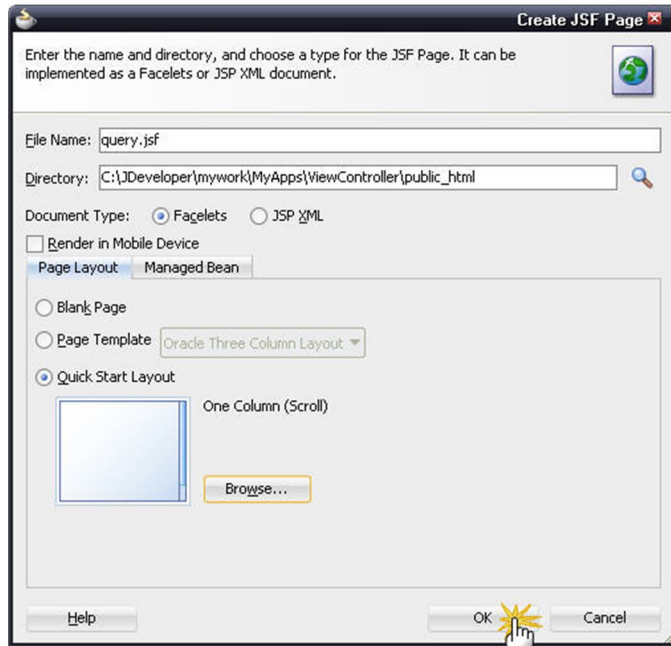 Create JSF Page
Enter the name and directory, and choose a type for the JSF Page. It can be
implemented as a Facelets or JSP XML document.
File Name: query.jsf
Directory: C:\JDeveloper\mywork\MyApps\ViewController\public_html
Document Type: Facelets JSP XML
Render in Mobile Device
Page Layout Managed Bean
Blank Page
Page Template Oracle Three Column Layout
Quick Start Layout
One Column (Scroll)
Browse...
Help OK Cancel